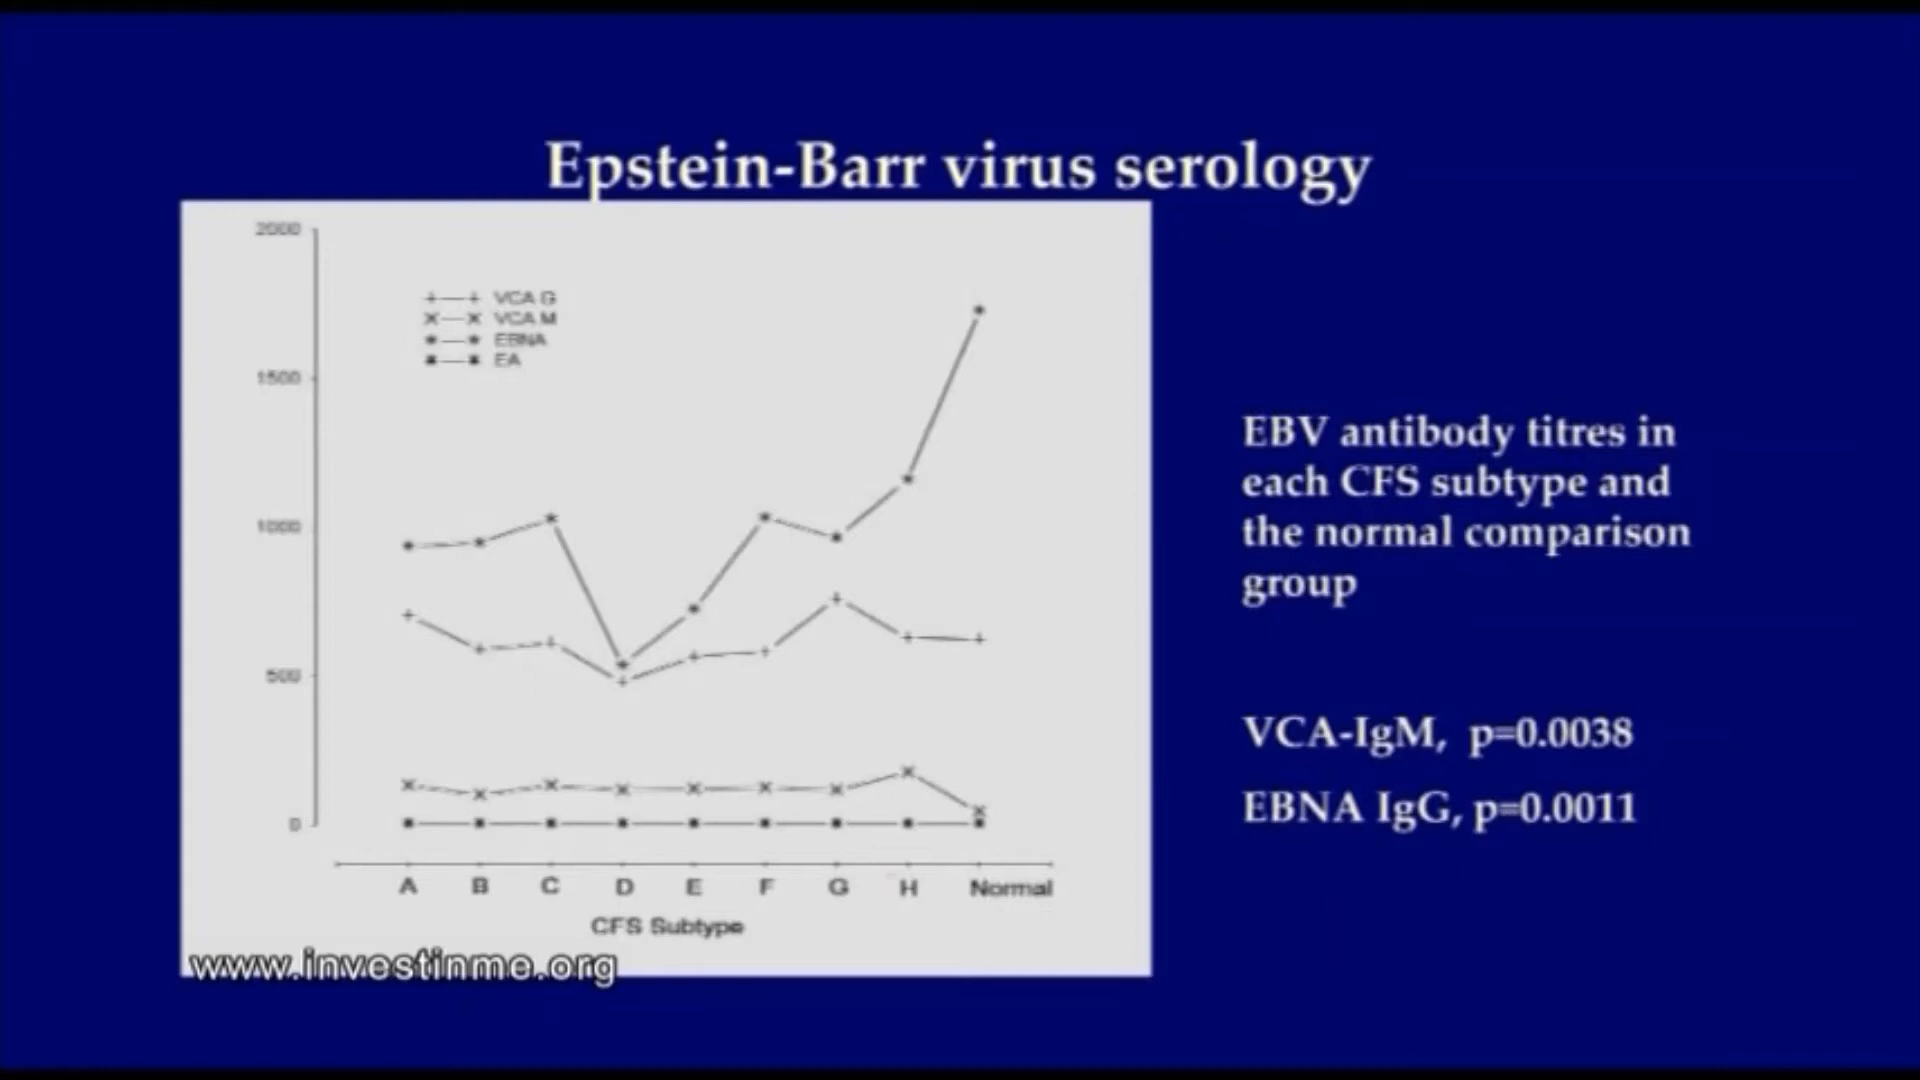 Epstein-Barr virus serology
2000
1500
1000
500
0
VCA G
VCA M
EBNA
EA
A B C D E F G H Normal
CFS Subtype
www.investinme.org
EBV antibody titres in
each CFS subtype and
the normal comparison
group
VCA-IgM, p=0.0038
EBNA IgG, p=0.0011